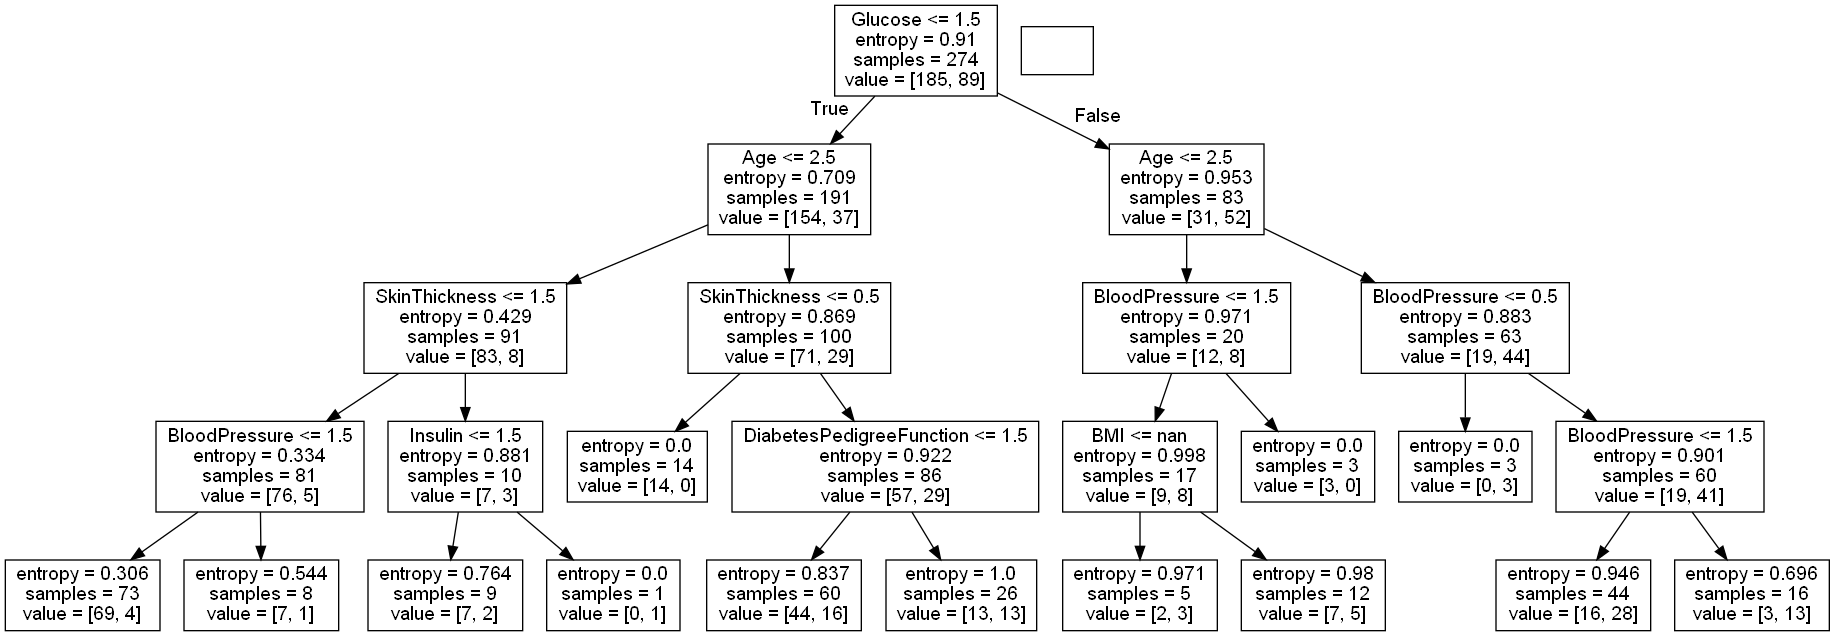 Glucose <= 1.5
entropy = 0.91
samples = 274
value = [185, 89]
True
False
Age <= 2.5
entropy = 0.709
samples = 191
value = [154, 37]
Age <= 2.5
entropy = 0.953
samples = 83
value = [31, 52]
SkinThickness <= 1.5
entropy = 0.429
samples = 91
value = [83, 8]
SkinThickness <= 0.5
entropy = 0.869
samples = 100
value = [71, 29]
BloodPressure <= 1.5
entropy = 0.971
samples = 20
value = [12, 8]
BloodPressure <= 0.5
entropy = 0.883
samples = 63
value = [19, 44]
BloodPressure <= 1.5
entropy = 0.334
samples = 81
value = [76, 5]
Insulin <= 1.5
entropy = 0.881
samples = 10
value = [7, 3]
entropy = 0.0
samples = 14
value = [14, 0]
DiabetesPedigreeFunction <= 1.5
entropy = 0.922
samples = 86
value = [57, 29]
BMI <= nan
entropy = 0.998
samples = 17
value = [9, 8]
entropy = 0.0
samples = 3
value = [3, 0]
entropy = 0.0
samples = 3
value = [0, 3]
BloodPressure <= 1.5
entropy = 0.901
samples = 60
value = [19, 41]
entropy = 0.306
samples = 73
value = [69, 4]
entropy = 0.544
samples = 8
value = [7, 1]
entropy = 0.764
samples = 9
value = [7, 2]
entropy = 0.0
samples = 1
value = [0, 1]
entropy = 0.837
samples = 60
value = [44, 16]
entropy = 1.0
samples = 26
value = [13, 13]
entropy = 0.971
samples = 5
value = [2, 3]
entropy = 0.98
samples = 12
value = [7, 5]
entropy = 0.946
samples = 44
value = [16, 28]
entropy = 0.696
samples = 16
value = [3, 13]